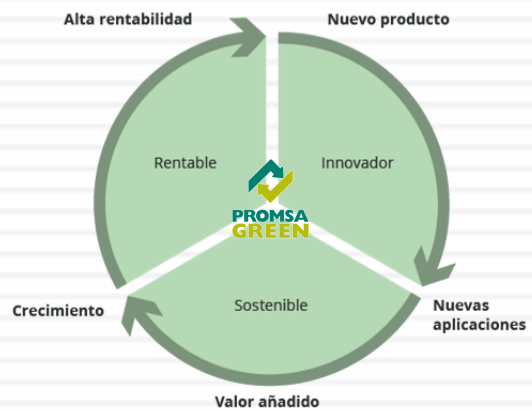 Alta rentabilidad
Nuevo producto
Rentable
Innovador
PROMSA
GREEN
Sostenible
Crecimiento
Nuevas
aplicaciones
Valor añadido